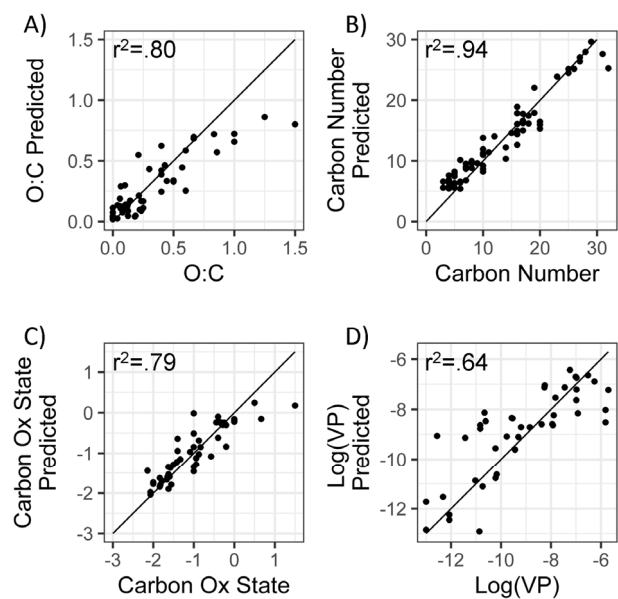 A)
r²=.80
O:C Predicted
1.5
1.0
0.5
0.0
0.0 0.5 1.0 1.5
O:C
B)
r²=.94
Carbon Number
Predicted
30
20
10
0
0 10 20 30
Carbon Number
C)
r²=.79
Carbon Ox State
Predicted
1
0
-1
-2
-3
-3 -2 -1 0 1
Carbon Ox State
D)
r²=.64
Log(VP)
Predicted
-6
-8
-10
-12
-12 -10 -8 -6
Log(VP)